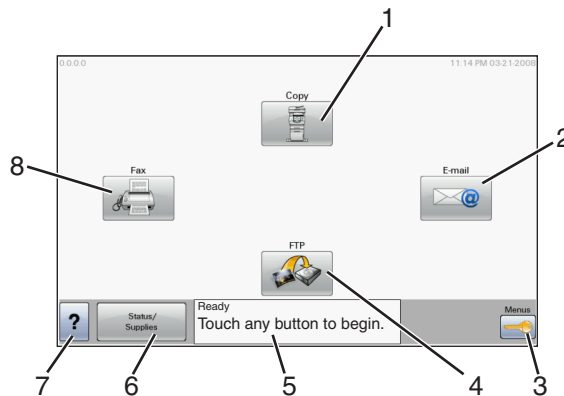 1
0.0.0.0
11:14 PM 03-21-2008
Copy
2
8
Fax
E-mail
FTP
?
Status/
Supplies
Ready
Touch any button to begin.
Menus
7
6
5
4
3